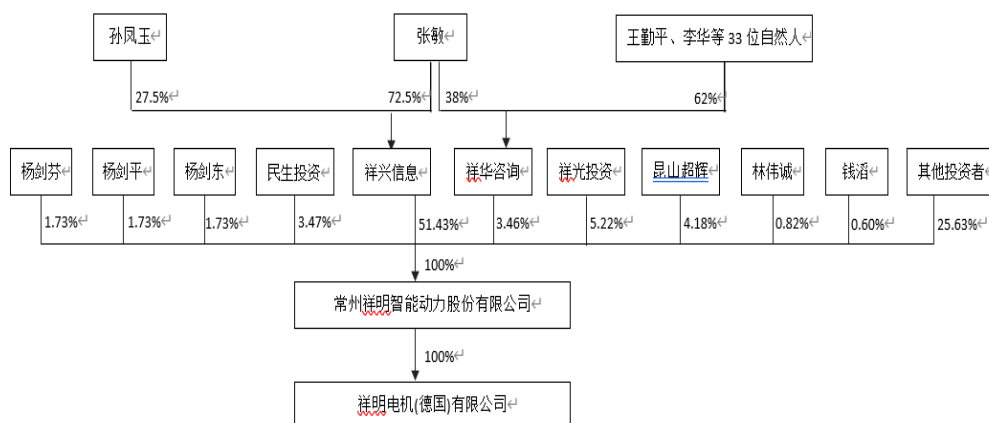 孙凤玉
张敏
王勤平、李华等 33 位自然人
27.5%
72.5%
38%
62%
杨剑芬
杨剑平
杨剑东
民生投资
祥兴信息
祥华咨询
祥光投资
昆山超辉
林伟诚
钱滔
其他投资者
1.73%
1.73%
1.73%
3.47%
51.43%
3.46%
5.22%
4.18%
0.82%
0.60%
25.63%
100%
常州祥明智能动力股份有限公司
100%
祥明电机(德国)有限公司